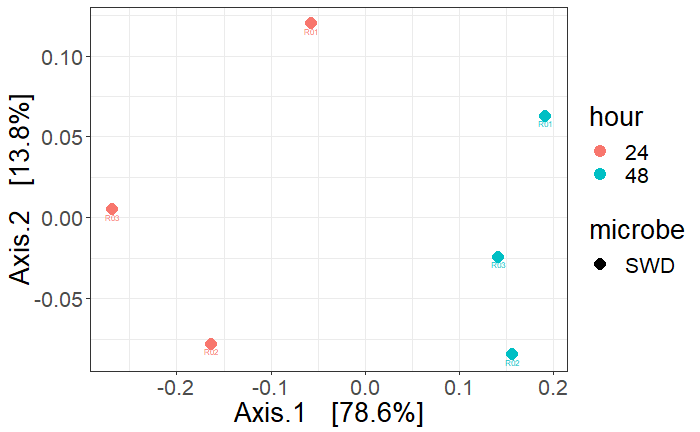 R01
0.10
hour
R01
24
0.05
48
Axis.2 [13.8%]
0.00
R03
microbe
R03
SWD
-0.05
R02
R02
-0.2 -0.1 0.0 0.1 0.2
Axis.1 [78.6%]